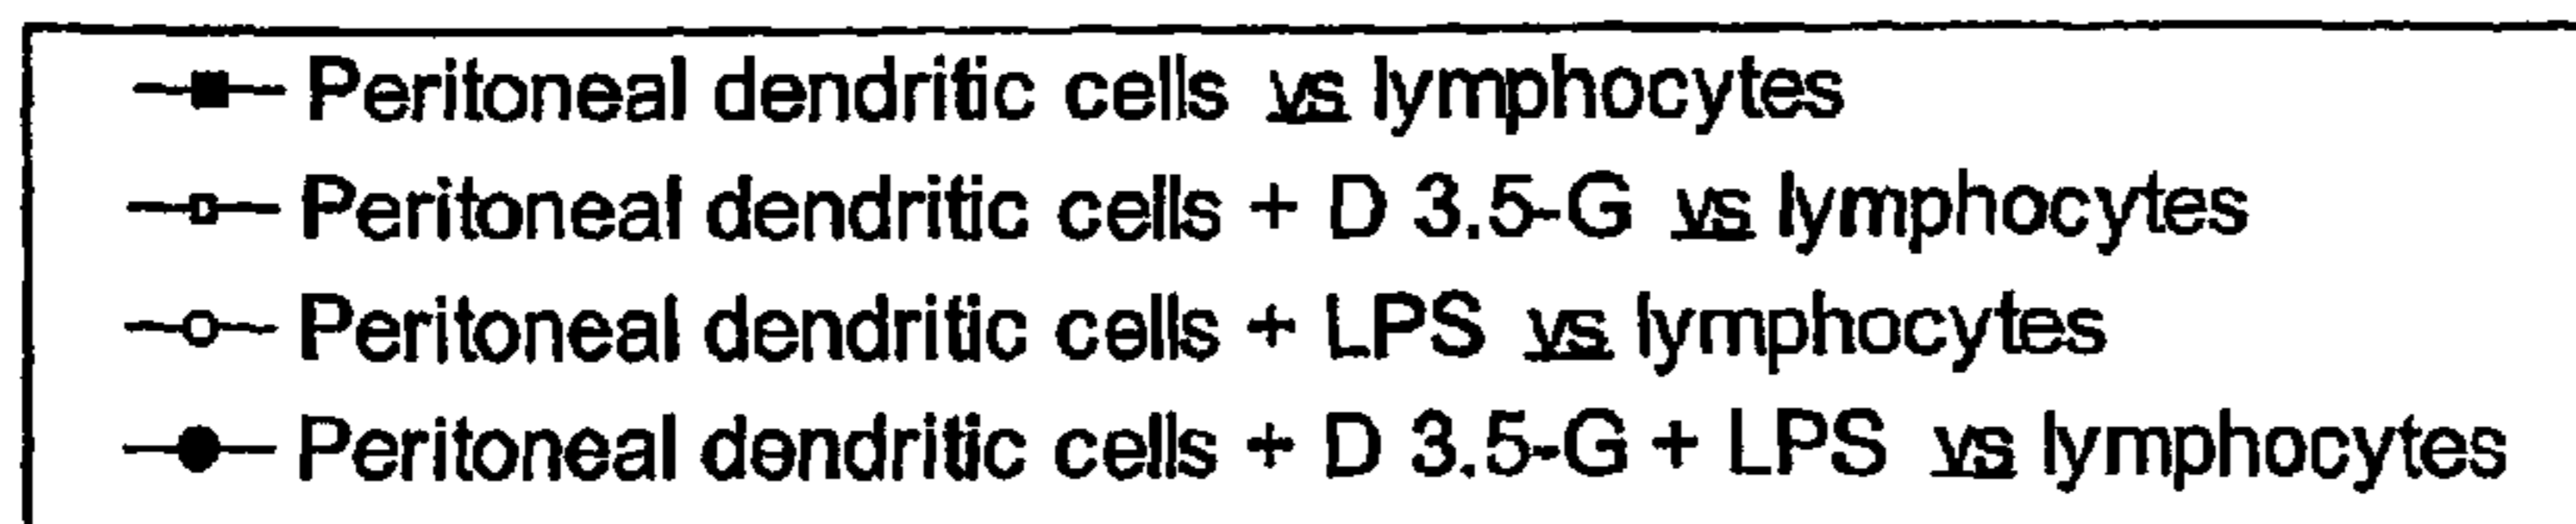 Peritoneal dendritic cells vs lymphocytes
Peritoneal dendritic cells + D 3.5-G vs lymphocytes
Peritoneal dendritic cells + LPS vs lymphocytes
Peritoneal dendritic cells + D 3.5-G + LPS vs lymphocytes